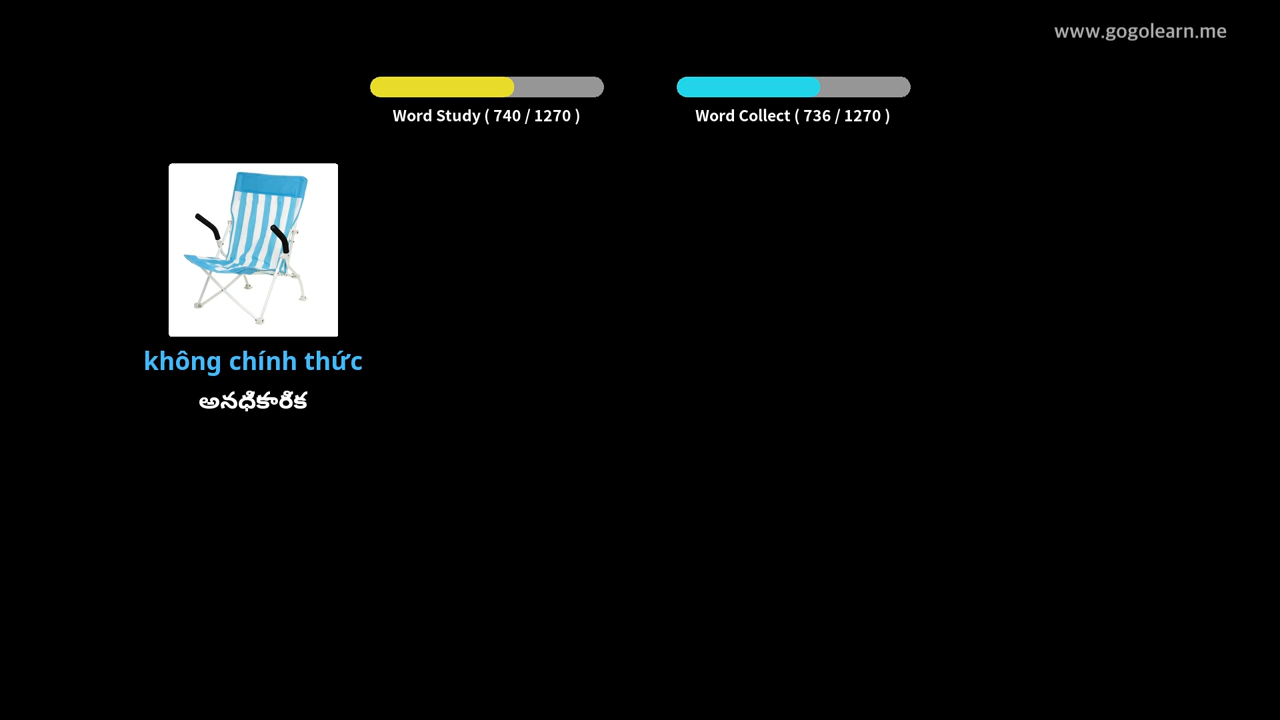 www.gogolearn.me
Word Study ( 740 / 1270 )
Word Collect ( 736 / 1270 )
không chính thức
అనధికారిక